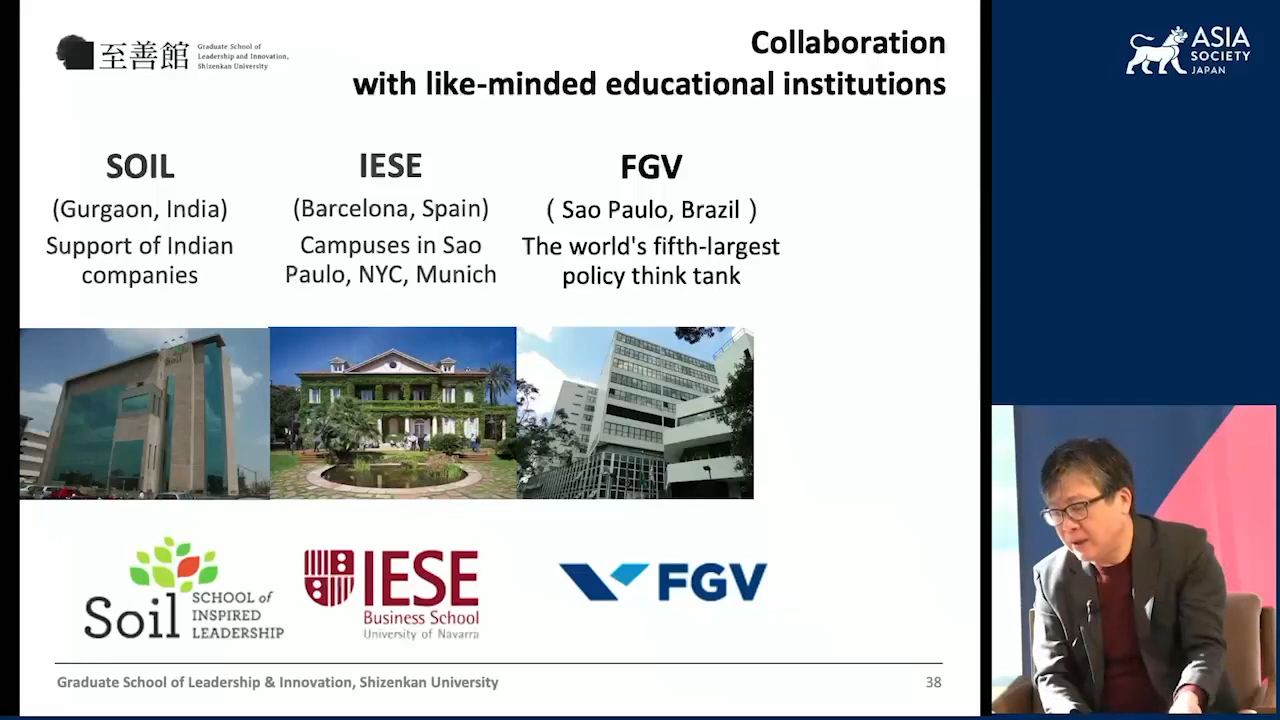 至善館
Graduate School of
Leadership and Innovation,
Shizenkan University
Collaboration
with like-minded educational institutions
SOIL
(Gurgaon, India)
Support of Indian
companies
IESE
(Barcelona, Spain)
Campuses in Sao
Paulo, NYC, Munich
FGV
( Sao Paulo, Brazil )
The world's fifth-largest
policy think tank
Soil
Soil
SCHOOL of
INSPIRED
LEADERSHIP
IESE
Business School
University of Navarra
FGV
Graduate School of Leadership & Innovation, Shizenkan University
38
ASIA
SOCIETY
JAPAN